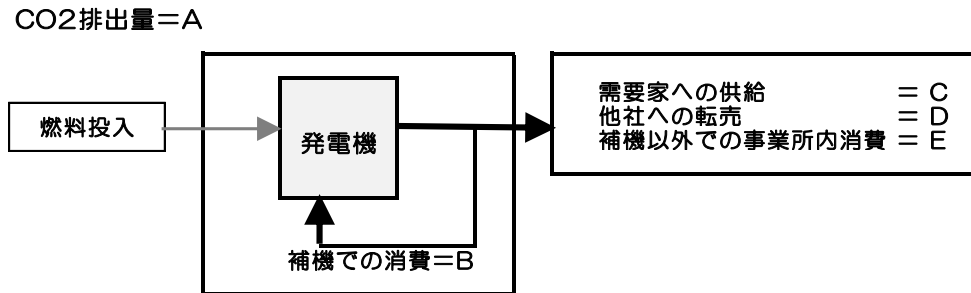 CO2排出量＝A
燃料投入
発電機
補機での消費＝B
需要家への供給 ＝ C
他社への転売 ＝ D
補機以外での事業所内消費 ＝ E